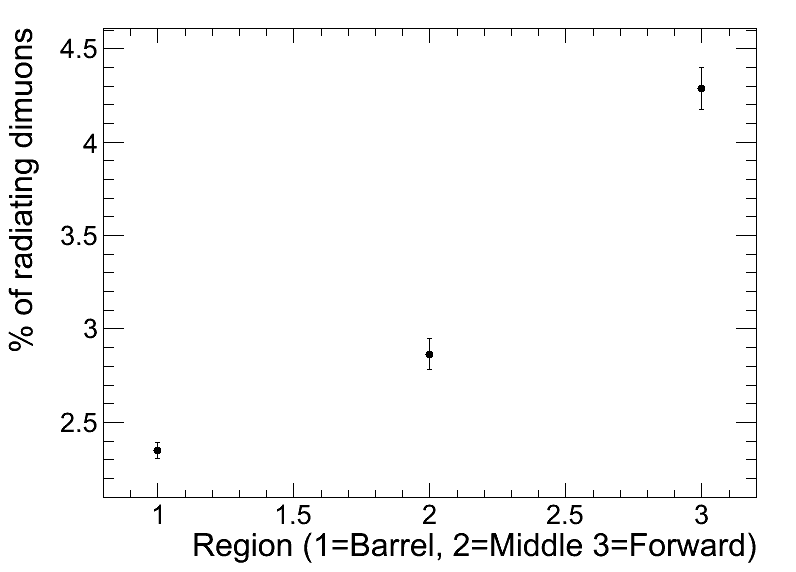 % of radiating dimuons
4.5
4
3.5
3
2.5
1 1.5 2 2.5 3
Region (1=Barrel, 2=Middle 3=Forward)